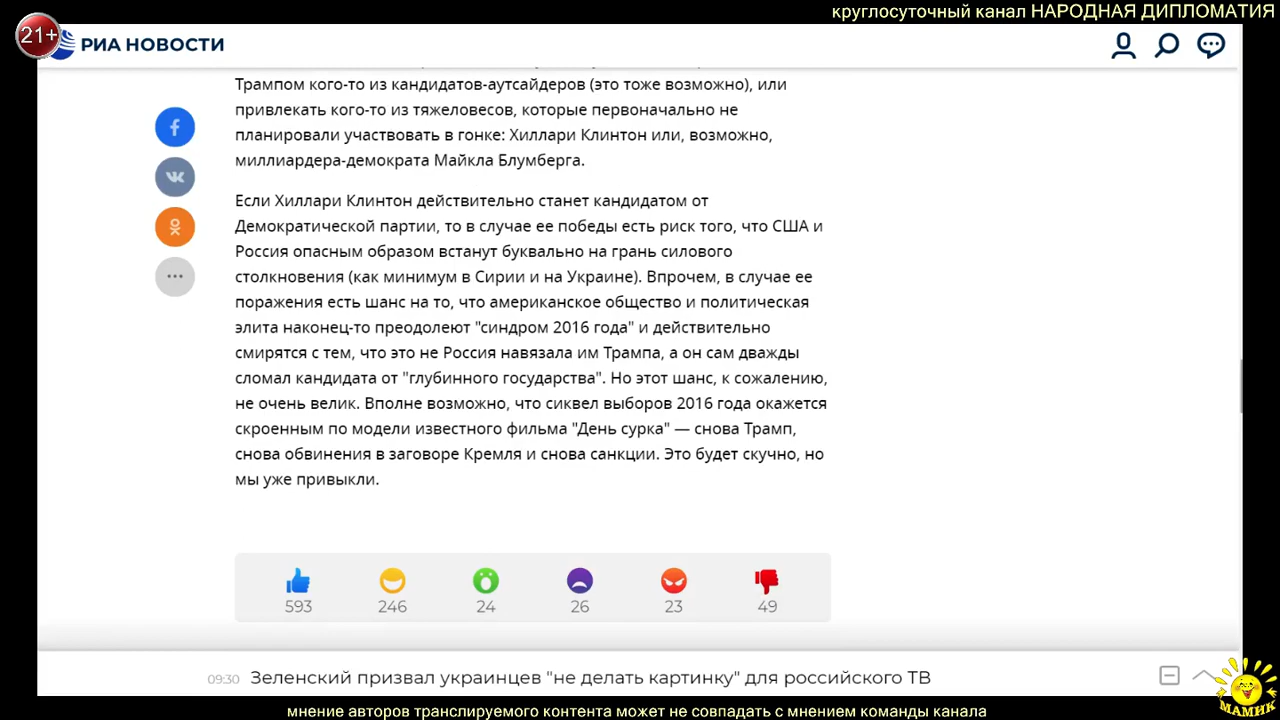 круглосуточный канал НАРОДНАЯ ДИПЛОМАТИЯ
21+
РИА НОВОСТИ
Трампом кого-то из кандидатов-аутсайдеров (это тоже возможно), или
привлекать кого-то из тяжеловесов, которые первоначально не
планировали участвовать в гонке: Хиллари Клинтон или, возможно,
миллиардера-демократа Майкла Блумберга.
Если Хиллари Клинтон действительно станет кандидатом от
Демократической партии, то в случае ее победы есть риск того, что США и
Россия опасным образом встанут буквально на грань силового
столкновения (как минимум в Сирии и на Украине). Впрочем, в случае ее
поражения есть шанс на то, что американское общество и политическая
элита наконец-то преодолеют "синдром 2016 года" и действительно
смирятся с тем, что это не Россия навязала им Трампа, а он сам дважды
сломал кандидата от "глубинного государства". Но этот шанс, к сожалению,
не очень велик. Вполне возможно, что сиквел выборов 2016 года окажется
скроенным по модели известного фильма "День сурка" — снова Трамп,
снова обвинения в заговоре Кремля и снова санкции. Это будет скучно, но
мы уже привыкли.
593 246 24 26 23 49
09:30 Зеленский призвал украинцев "не делать картинку" для российского ТВ
МАМИК
мнение авторов транслируемого контента может не совпадать с мнением команды канала